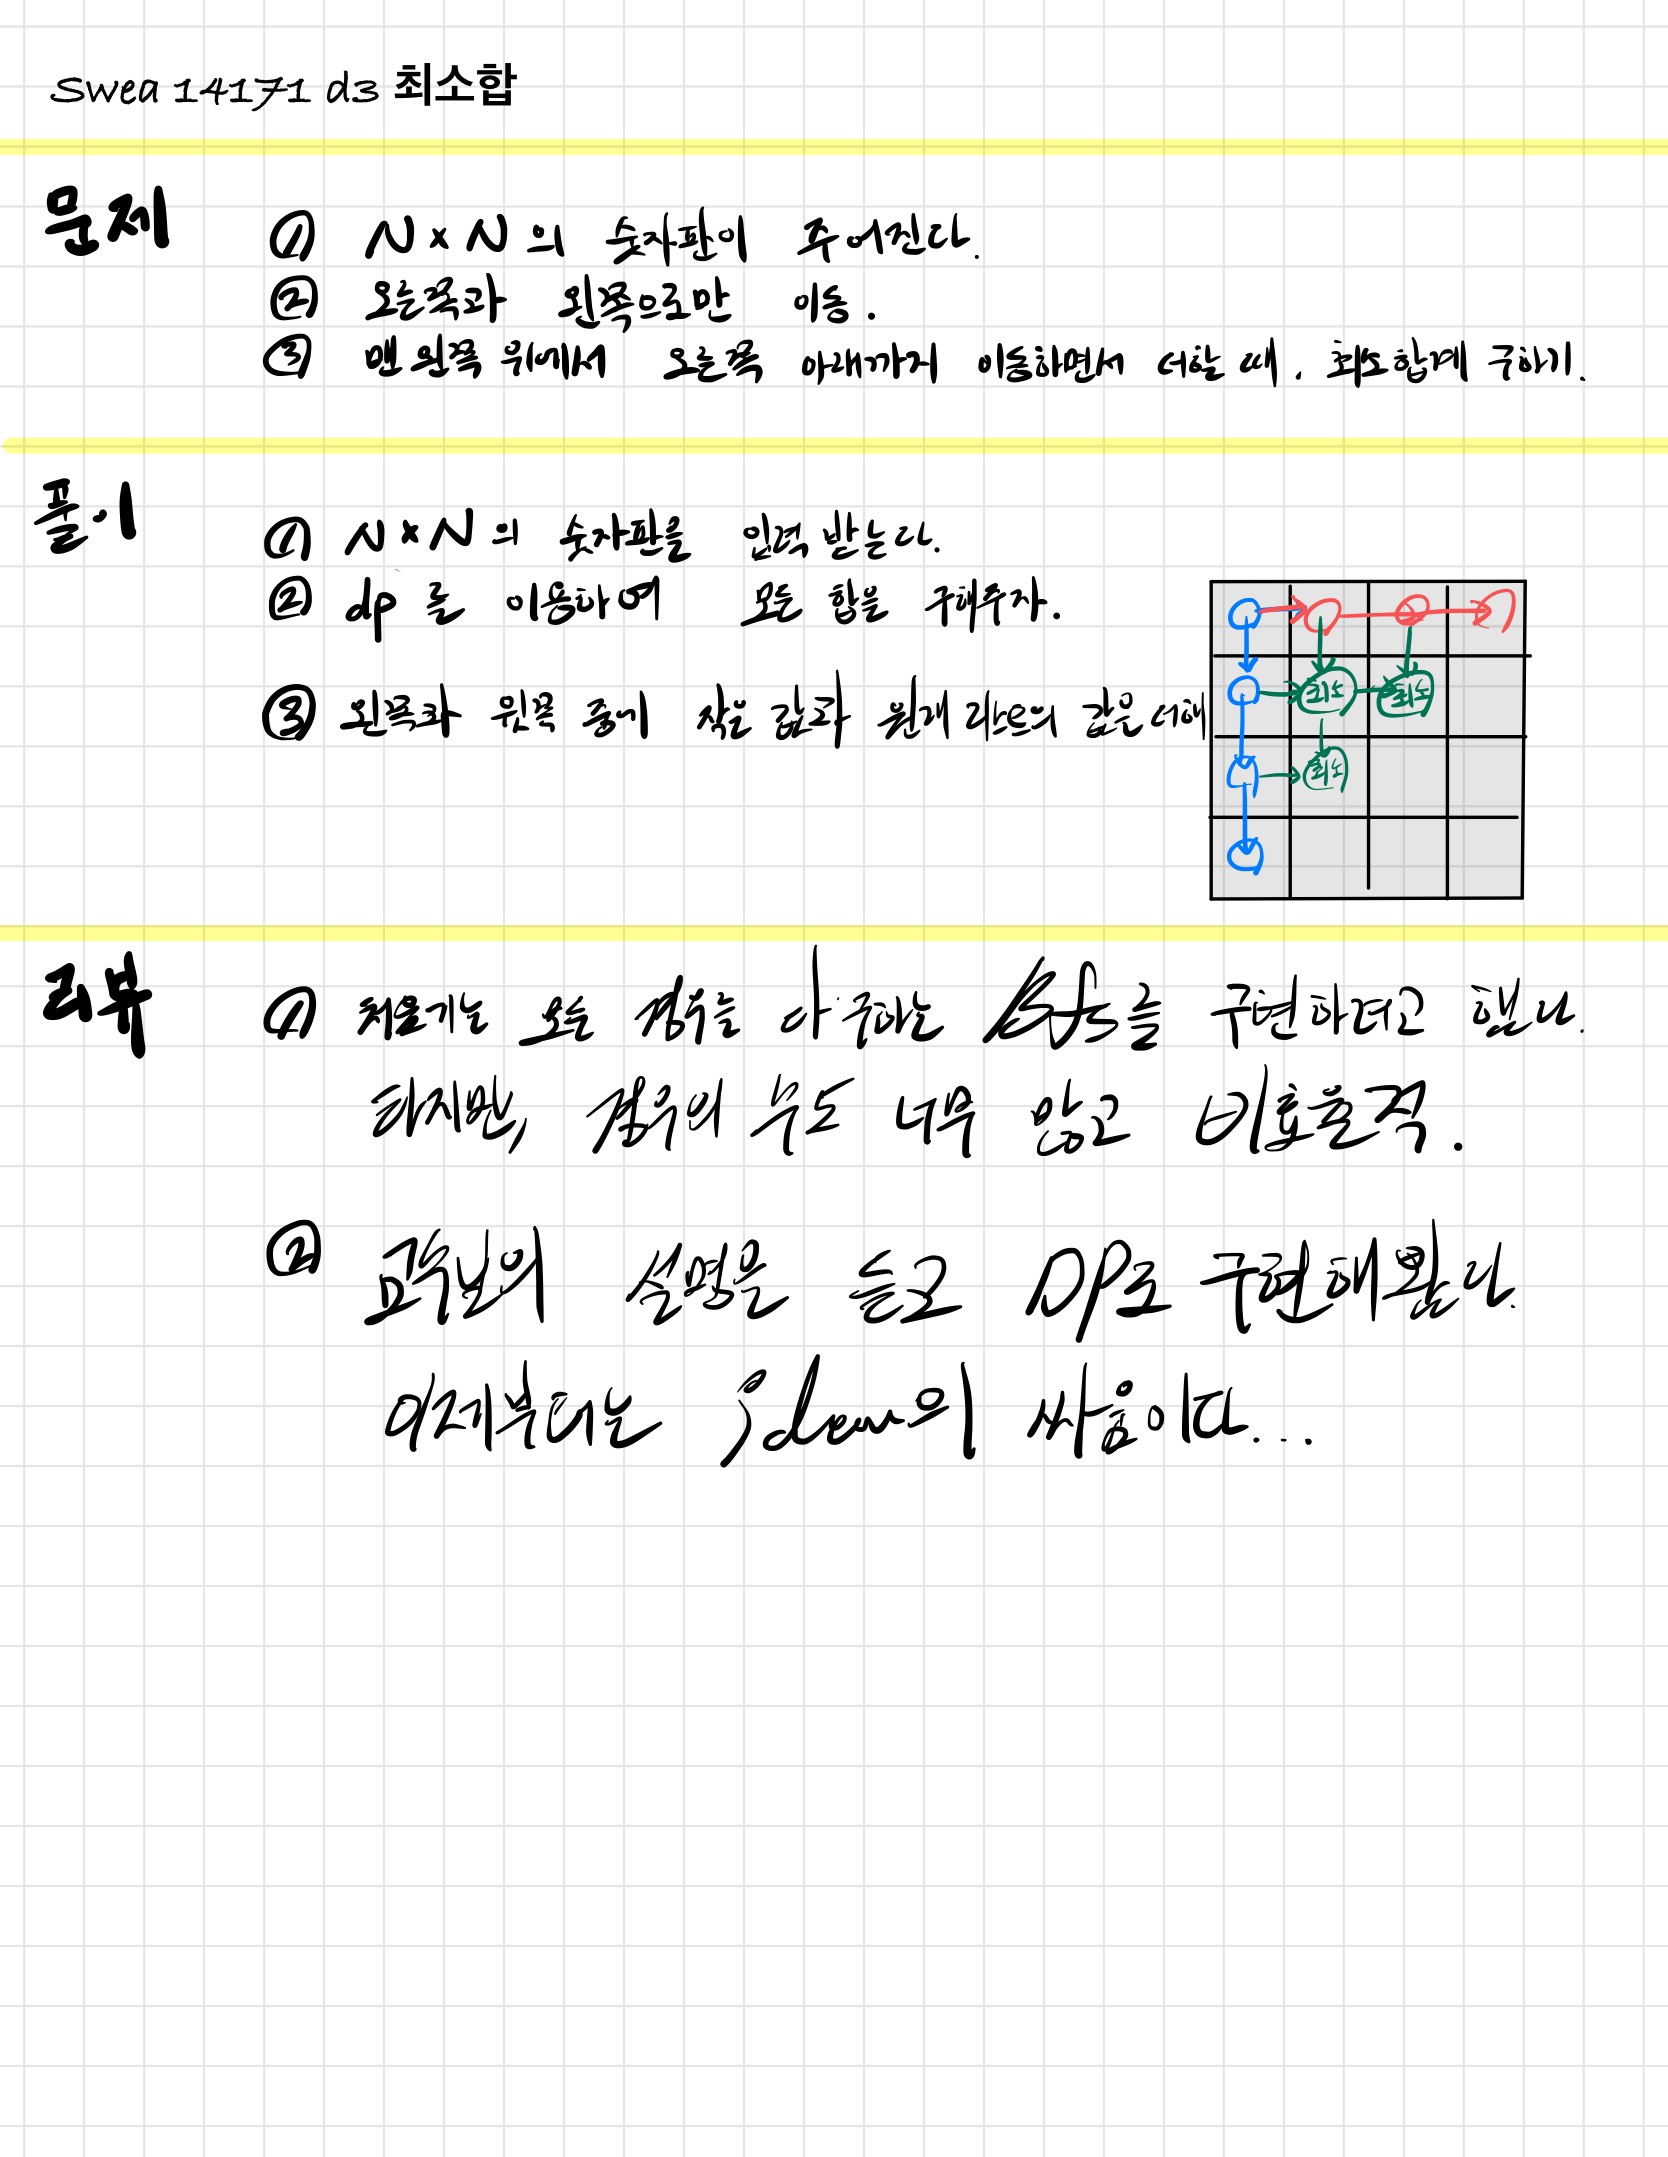 Swea 14171 d3 최소합
문제
① N×N의 숫자판이 주어진다.
② 오른쪽과 왼쪽으로만 이동.
③ 맨 왼쪽 위에서 오른쪽 아래까지 이동하면서 더할 때. 최소합계 구하기.
풀이
① N×N의 숫자판을 입력 받는다.
② dp를 이용하여 모든 합을 구해주자.
③ 왼쪽과 윗쪽 중에 작은 값과 원래 리스트의 값을 더해
최소 최소
최소
리뷰
① 처음기는 모든 경우를 다 구하는 Bfs를 구현하려고 했다.
하지만, 경우의 수도 너무 많고 비효율적.
② 교수님의 설명을 듣고 DP로 구현해봤다.
이제부터는 idea의 싸움이다...